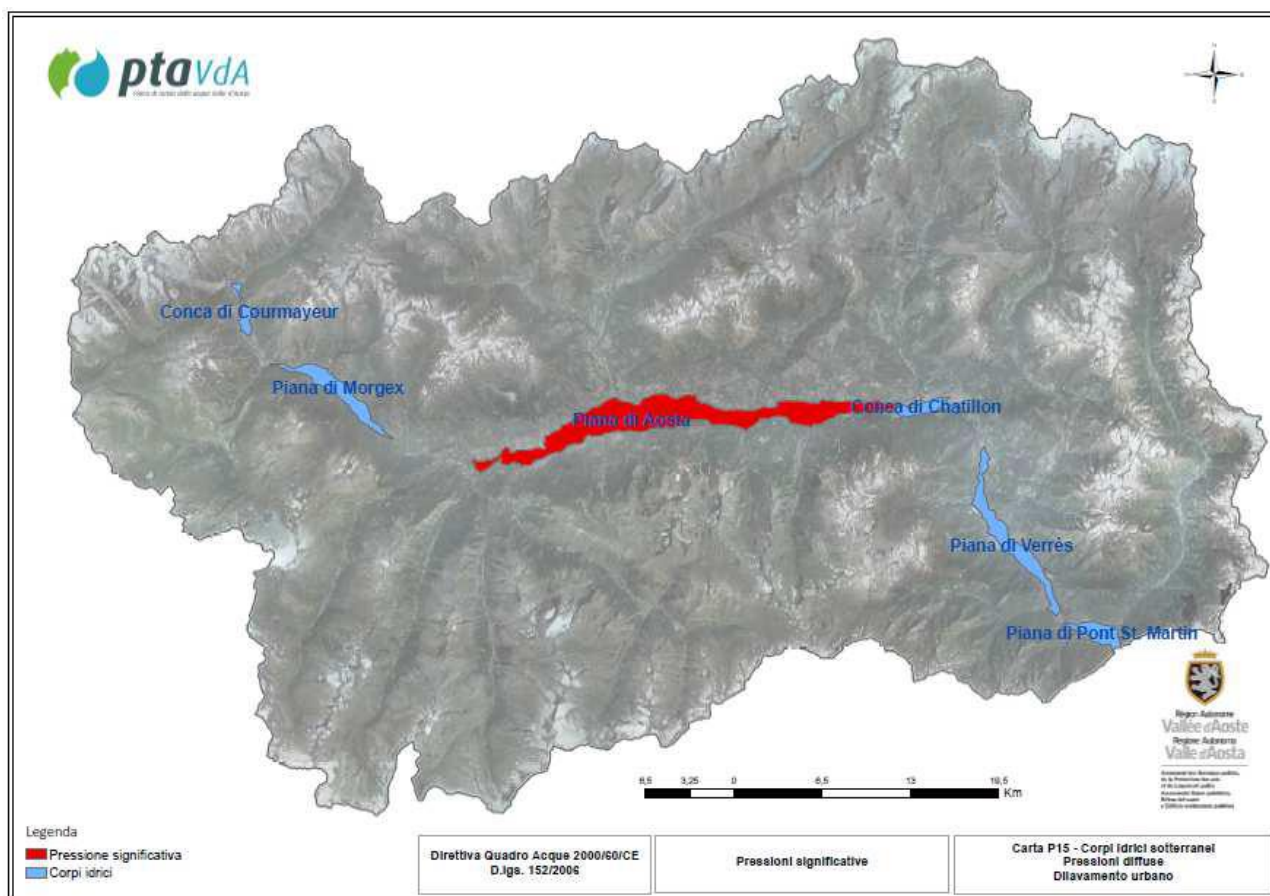 ptaVdA
Conca di Courmayeur
Piana di Morgex
Piana di Aosta
Conca di Chatillon
Piana di Verrès
Piana di Pont St. Martin
Région Autonome
Vallée d'Aoste
Regione Autonoma
Valle d'Aosta
6,5 3,25 0 6,5 13 19,5
Km
Legenda
Pressione significativa
Corpi idrici
Direttiva Quadro Acque 2000/60/CE
D.lgs. 152/2006
Pressioni significative
Carta P15 - Corpi idrici sotterranei
Pressioni diffuse
Dilavamento urbano